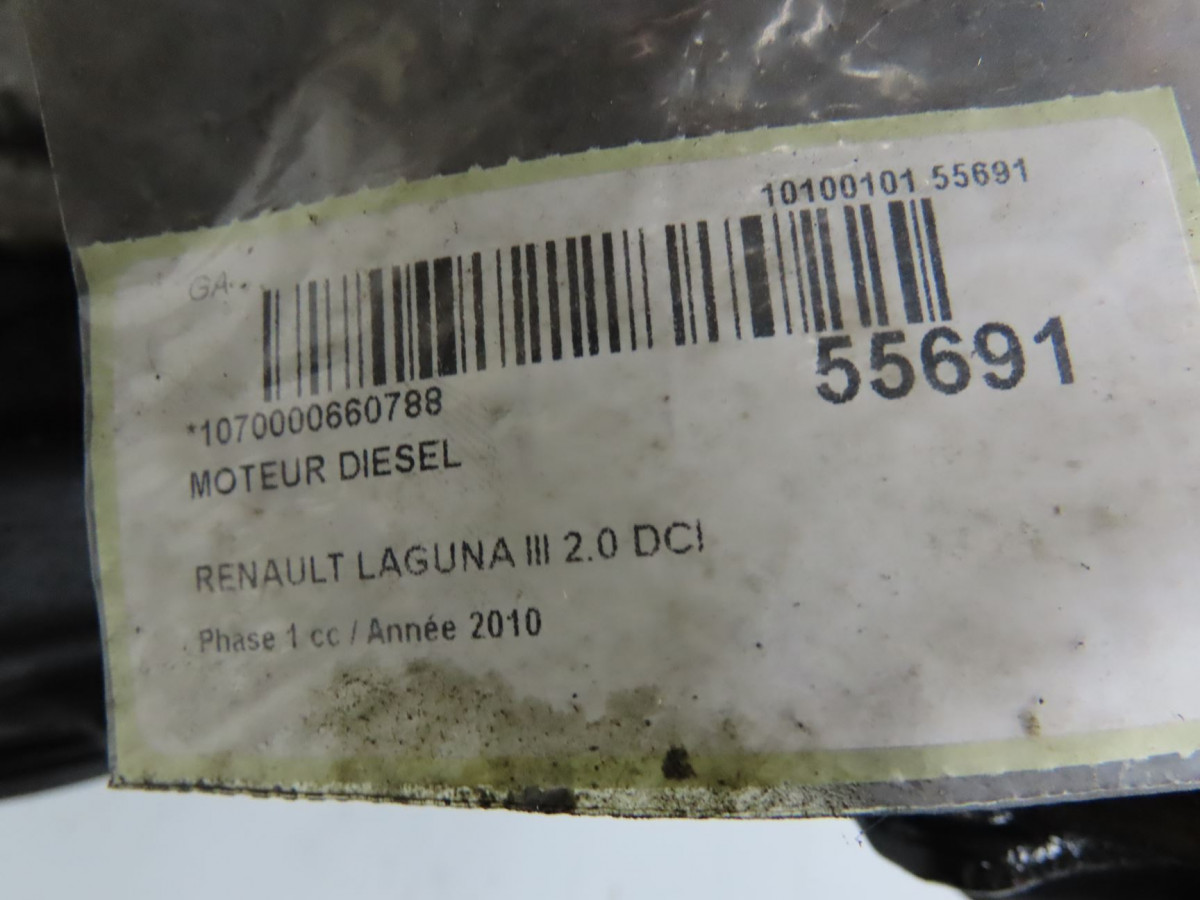 10100101 55691
GA..
55691
*1070000660788
MOTEUR DIESEL
RENAULT LAGUNA III 2.0 DCI
Phase 1 cc / Année 2010